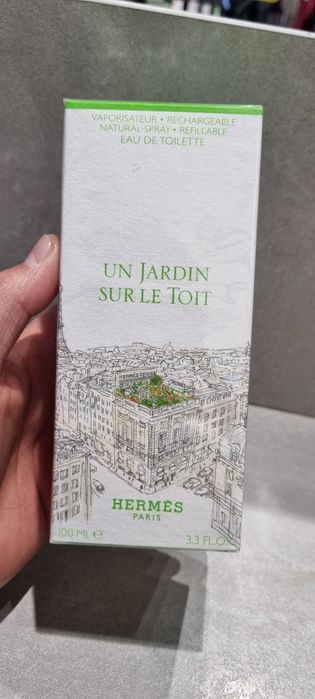 VAPORISATEUR • RECHARGEABLE
NATURAL SPRAY • REFILLABLE
EAU DE TOILETTE
UN JARDIN
SUR LE TOIT
HERMÈS
PARIS
100 ML e
3.3 FL.OZ